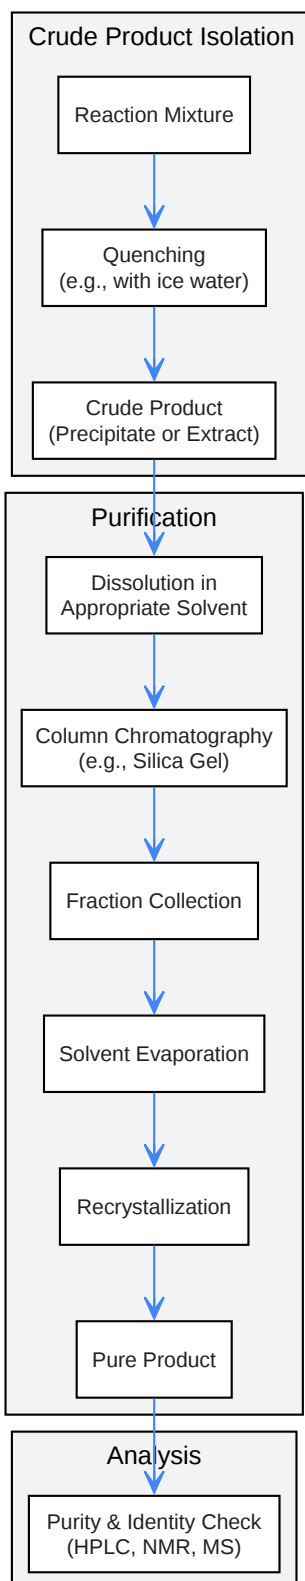 Crude Product Isolation
Reaction Mixture
Quenching
(e.g., with ice water)
Crude Product
(Precipitate or Extract)
Purification
Dissolution in
Appropriate Solvent
Column Chromatography
(e.g., Silica Gel)
Fraction Collection
Solvent Evaporation
Recrystallization
Pure Product
Analysis
Purity & Identity Check
(HPLC, NMR, MS)